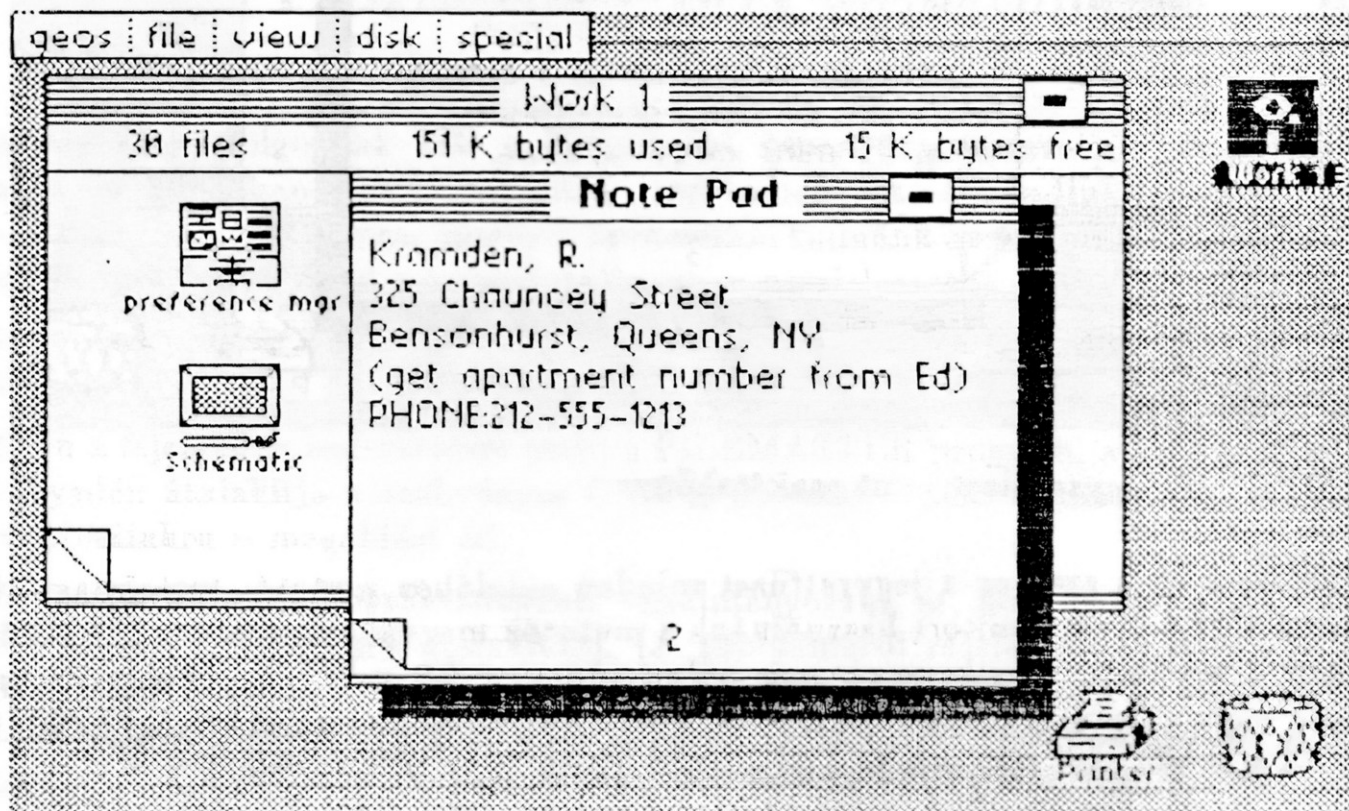 geos file view disk special
Work 1
Work 1
30 files 151 K bytes used 15 K bytes free
Note Pad
Kramden, R.
325 Chauncey Street
Bensonhurst, Queens, NY
(get apartment number from Ed)
PHONE:212-555-1213
preference mgr
schematic
2
Printer